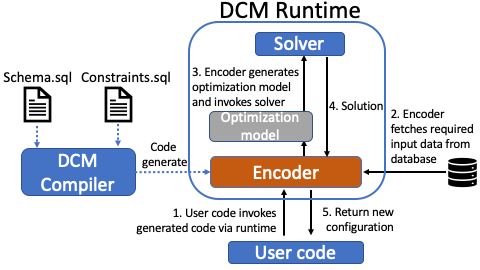 DCM Runtime
Solver
Schema.sql
Constraints.sql
3. Encoder generates
optimization model
and invokes solver
4. Solution
2. Encoder
fetches required
input data from
database
Optimization
model
DCM
Compiler
Code
generate
Encoder
1. User code invokes
generated code via runtime
5. Return new
configuration
User code